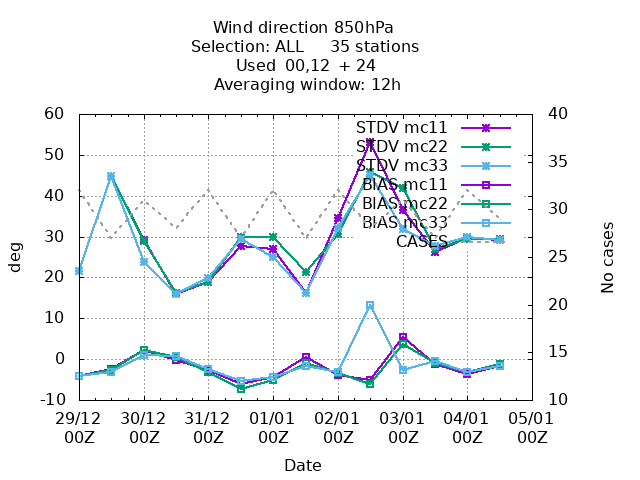 Wind direction 850hPa
Selection: ALL 35 stations
Used 00,12 + 24
Averaging window: 12h
60
50
40
30
20
10
0
-10
deg
40
35
30
25
20
15
10
No cases
STDV mc11
STDV mc22
STDV mc33
BIAS mc11
BIAS mc22
BIAS mc33
CASES
29/12 30/12 31/12 01/01 02/01 03/01 04/01 05/01
00Z 00Z 00Z 00Z 00Z 00Z 00Z 00Z
Date